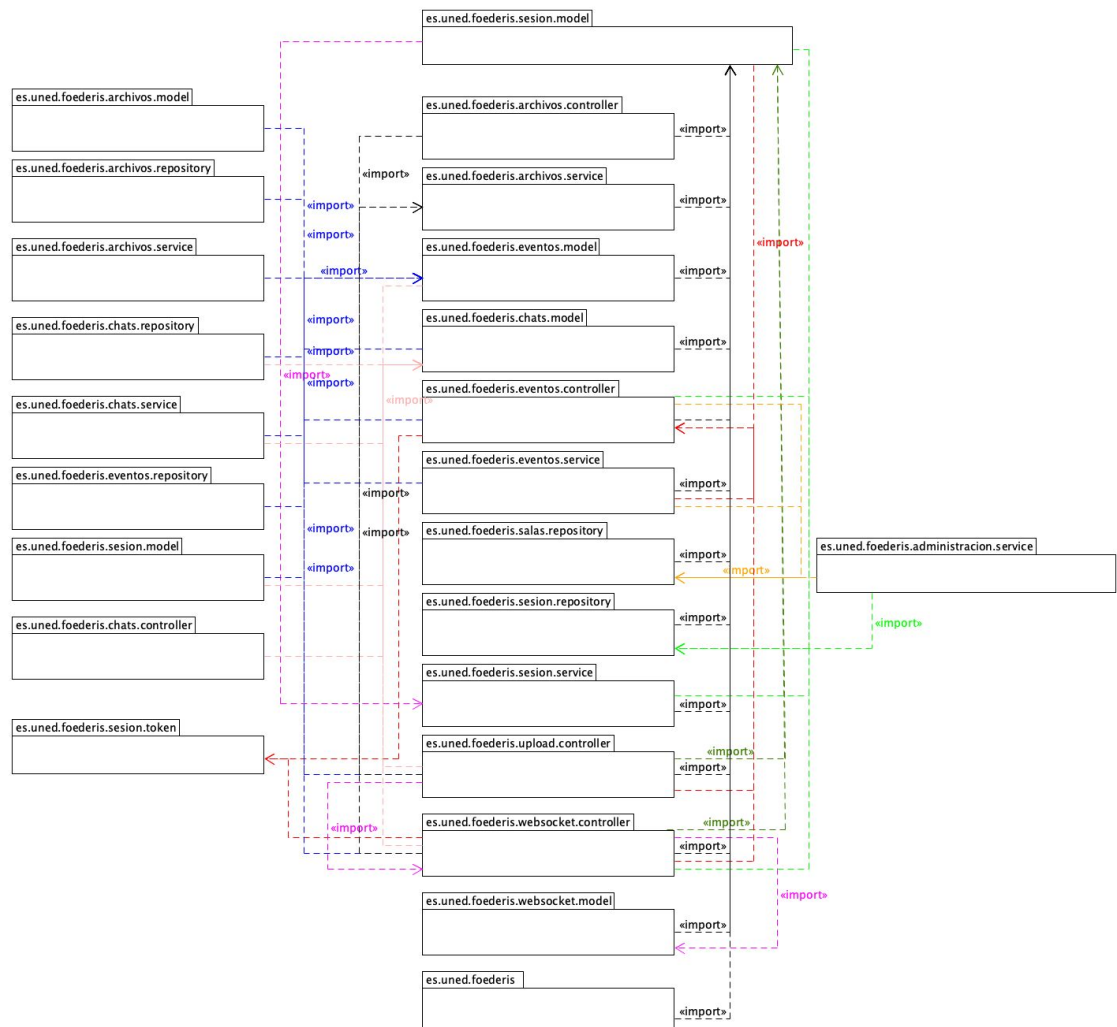 es.uned.foederis.sesion.model
es.uned.foederis.archivos.model
es.uned.foederis.archivos.controller
«import»
es.uned.foederis.archivos.repository
«import»
es.uned.foederis.archivos.service
«import»
«import»
es.uned.foederis.archivos.service
«import»
es.uned.foederis.eventos.model
«import»
«import»
«import»
es.uned.foederis.chats.repository
«import»
es.uned.foederis.chats.model
«import»
«import»
«import»
«import»
es.uned.foederis.eventos.controller
es.uned.foederis.chats.service
«import»
«import»
es.uned.foederis.eventos.repository
es.uned.foederis.eventos.service
«import»
«import»
es.uned.foederis.sesion.model
«import»
«import»
es.uned.foederis.salas.repository
es.uned.foederis.administracion.service
«import»
«import»
«import»
es.uned.foederis.chats.controller
es.uned.foederis.sesion.repository
«import»
«import»
es.uned.foederis.sesion.service
«import»
es.uned.foederis.sesion.token
es.uned.foederis.upload.controller
«import»
«import»
es.uned.foederis.websocket.controller
«import»
«import»
«import»
es.uned.foederis.websocket.model
«import»
«import»
es.uned.foederis
«import»